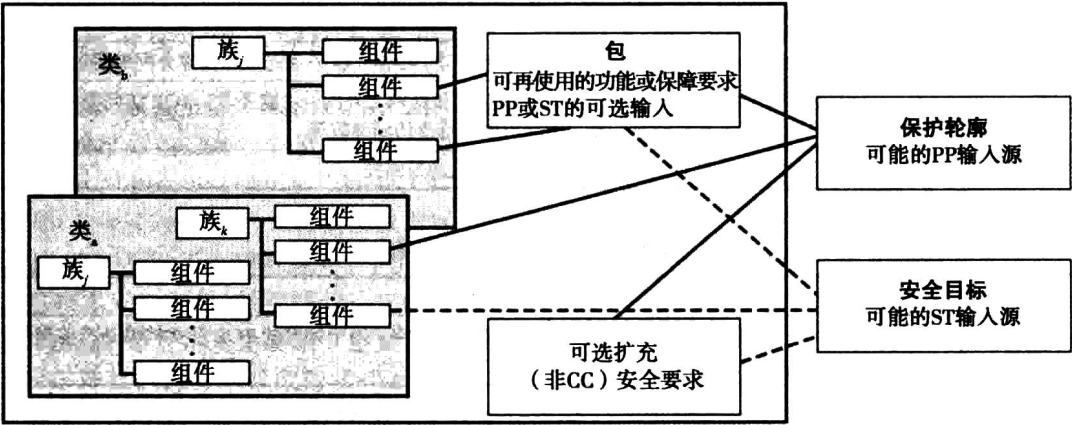 类b
族j
组件
组件
组件
类a
族k
组件
组件
组件
族j
组件
组件
组件
包
可再使用的功能或保障要求
PP或ST的可选输入
可选扩充
（非CC）安全要求
保护轮廓
可能的PP输入源
安全目标
可能的ST输入源